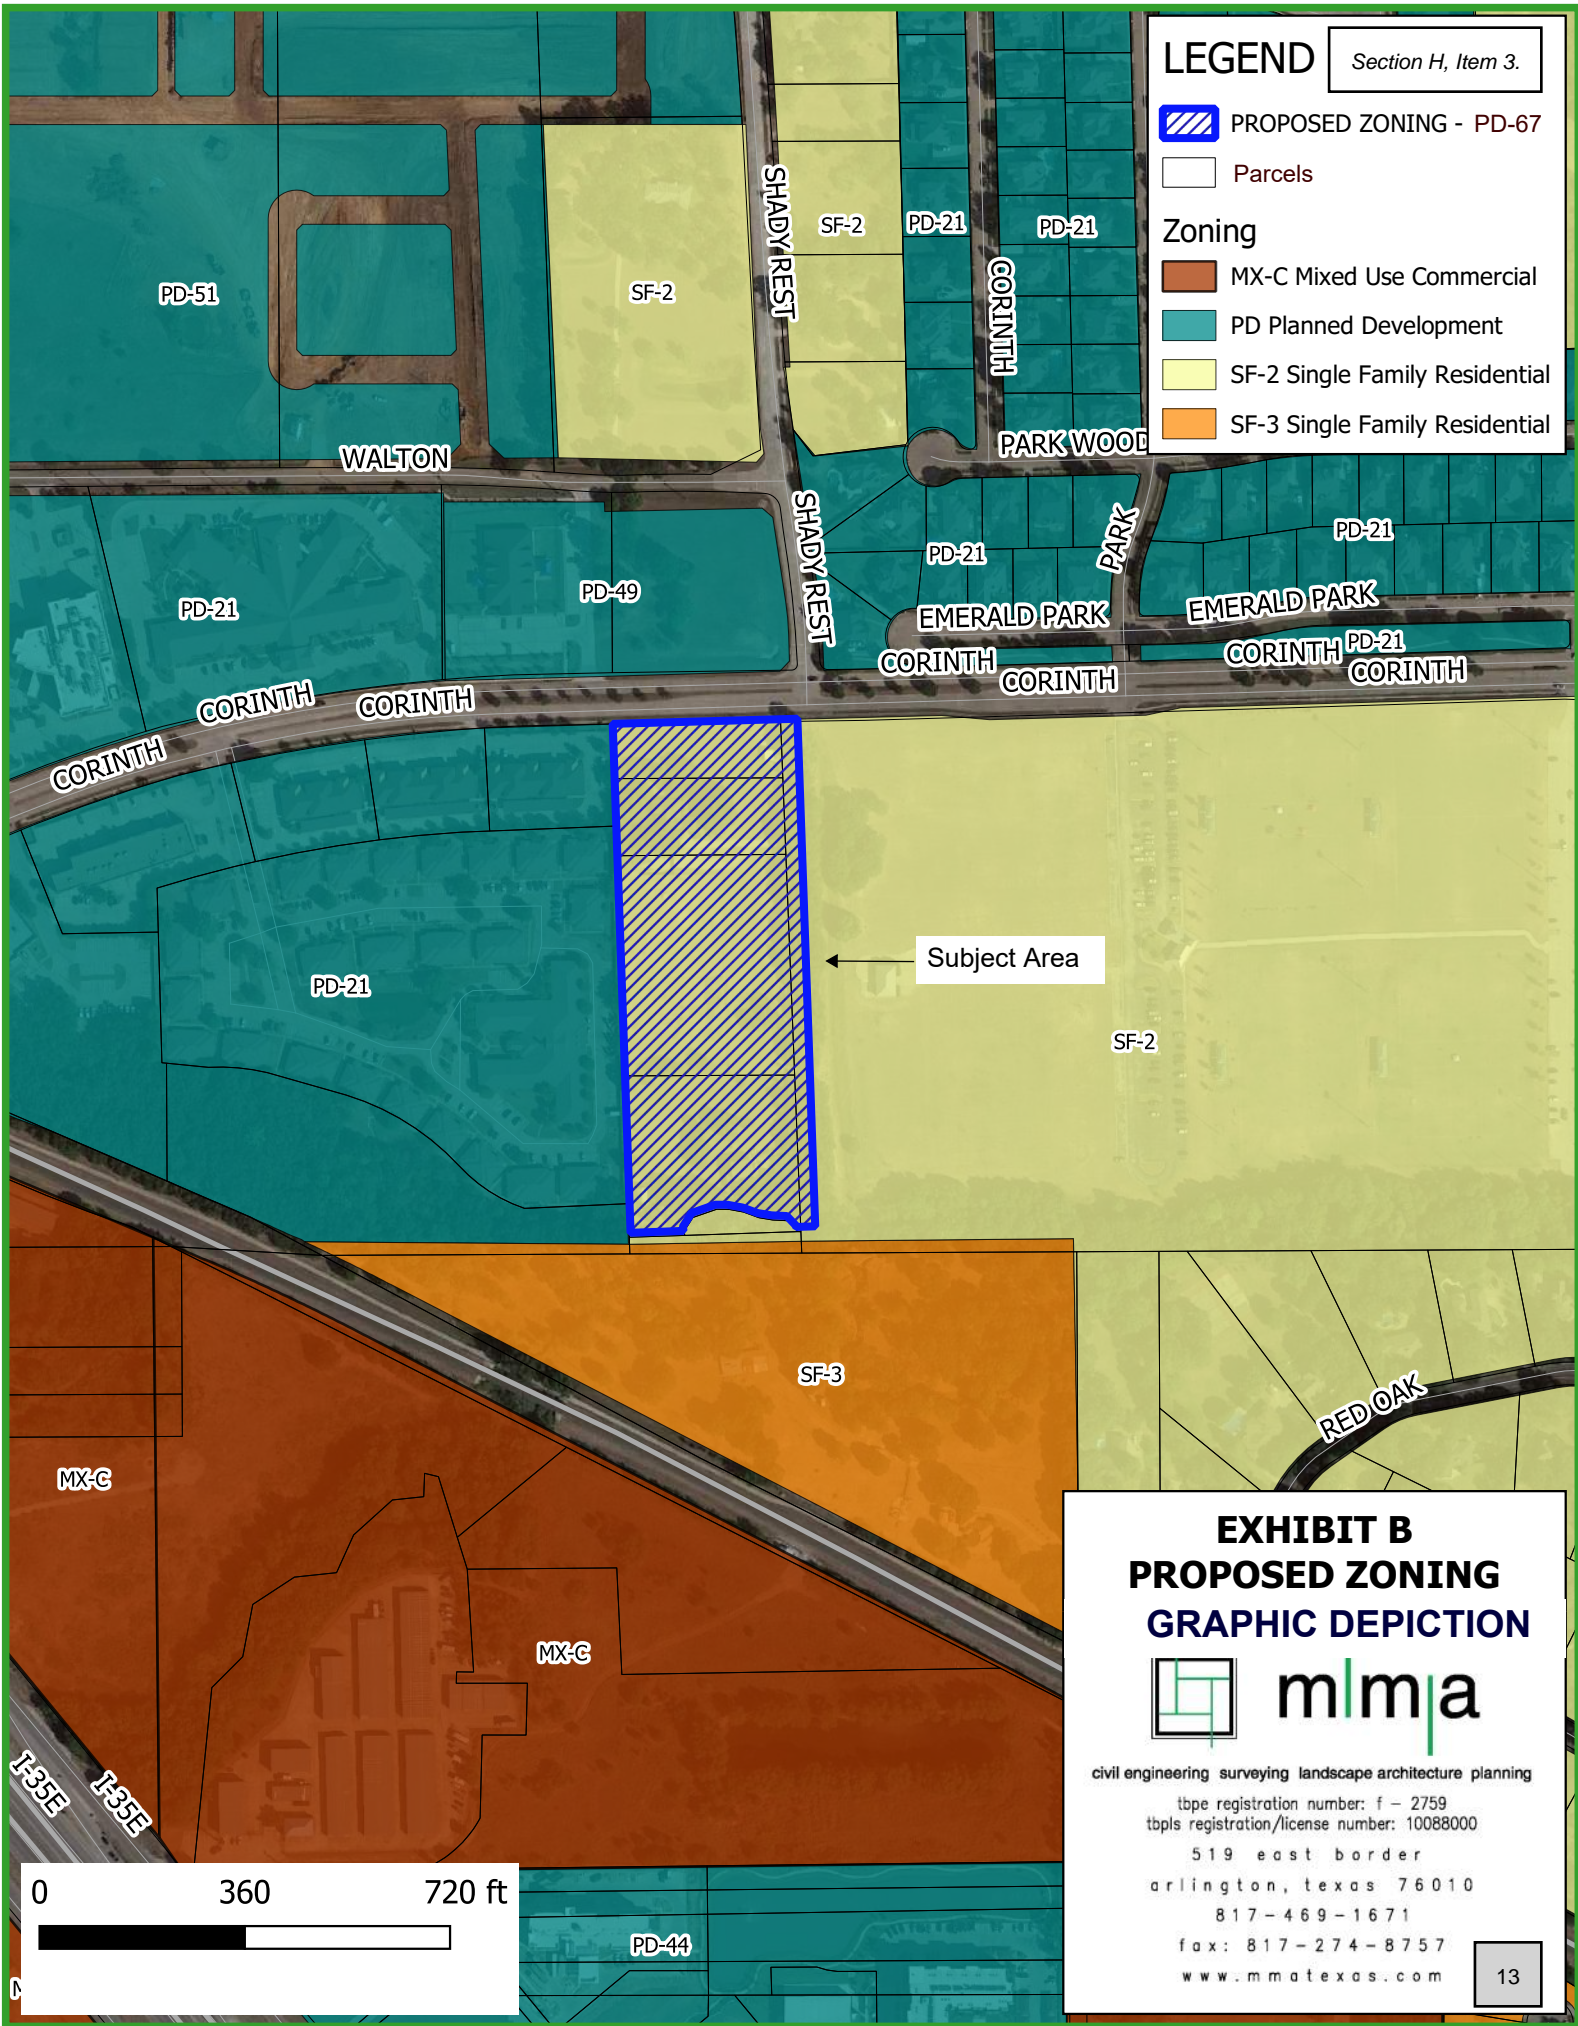 LEGEND
Section H, Item 3.
PROPOSED ZONING - PD-67
Parcels
Zoning
MX-C Mixed Use Commercial
PD Planned Development
SF-2 Single Family Residential
SF-3 Single Family Residential
SHADY REST
SF-2
PD-21
PD-21
CORINTH
PD-51
SF-2
WALTON
PARK WOOD
SHADY REST
PARK
PD-21
PD-21
PD-49
PD-21
EMERALD PARK
EMERALD PARK
CORINTH
CORINTH
CORINTH
PD-21
CORINTH
CORINTH
CORINTH
CORINTH
Subject Area
PD-21
SF-2
SF-3
RED OAK
MX-C
MX-C
I-35E
I-35E
PD-44
0 360 720 ft
EXHIBIT B
PROPOSED ZONING
GRAPHIC DEPICTION
m|m|a
civil engineering surveying landscape architecture planning
tbpe registration number: f - 2759
tbpls registration/license number: 10088000
519 east border
arlington, texas 76010
817-469-1671
fax: 817-274-8757
www.mmatexas.com
13